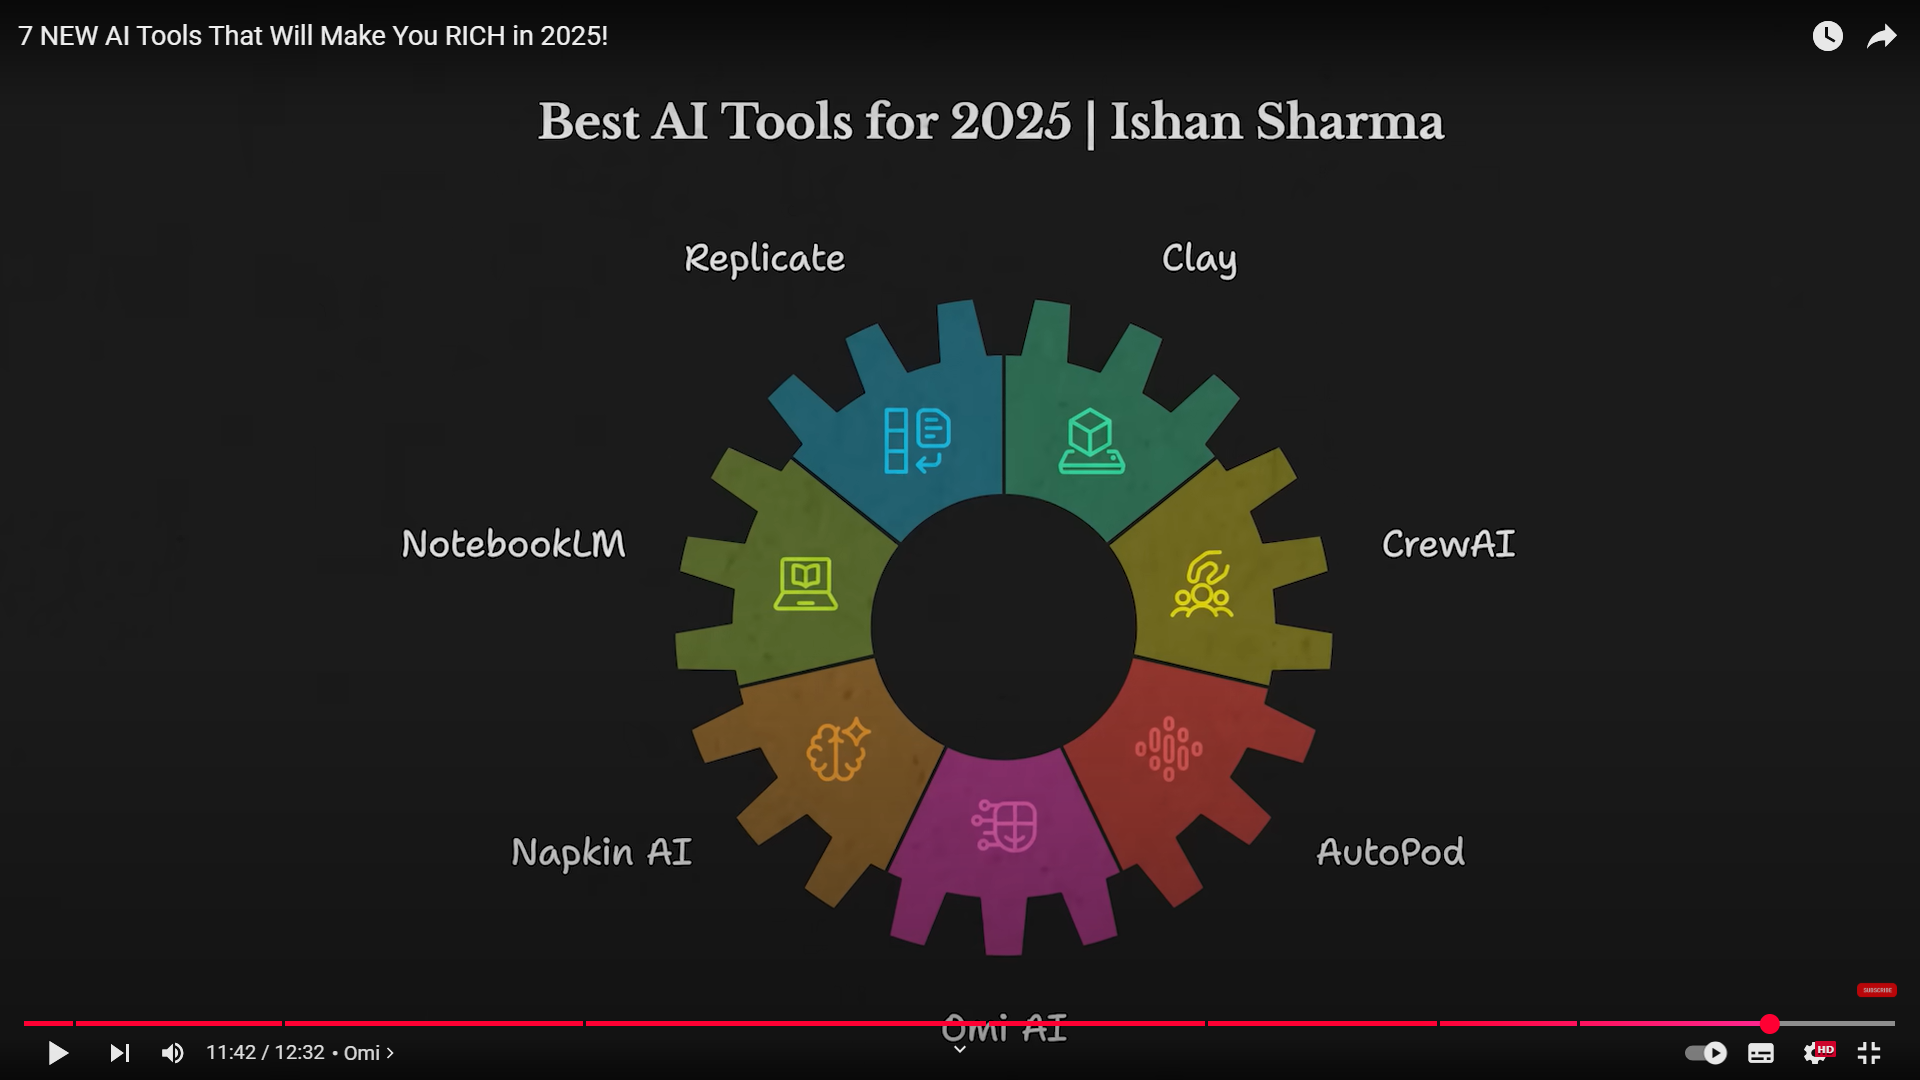 7 NEW AI Tools That Will Make You RICH in 2025!
Best AI Tools for 2025 | Ishan Sharma
Replicate
Clay
NotebookLM
CrewAI
Napkin AI
AutoPod
Omi AI
SUBSCRIBE
11:42 / 12:32 • Omi >
HD